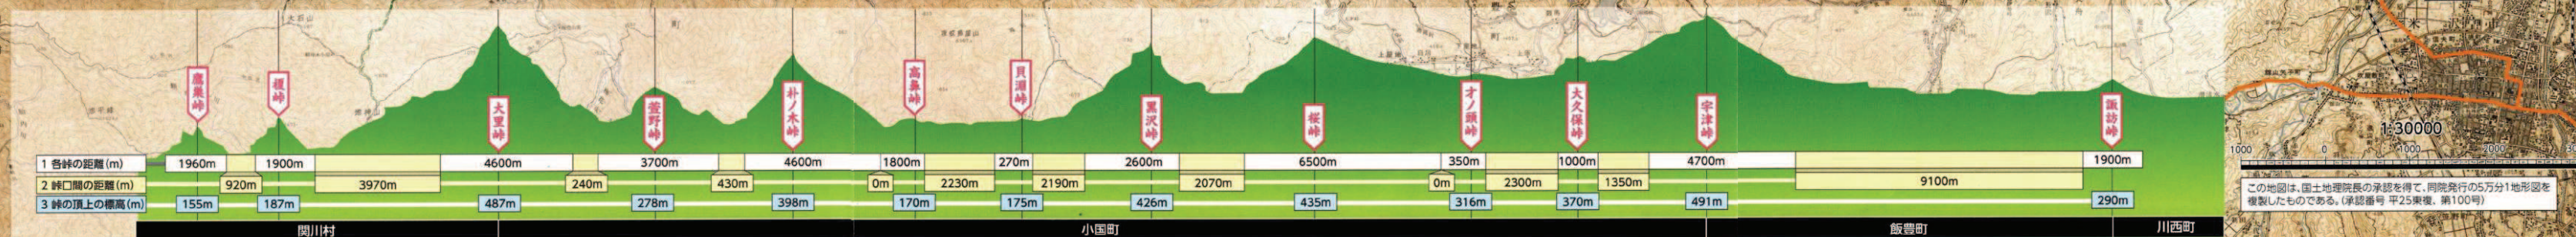 鷹巣峠
榎峠
大里峠
萱野峠
朴ノ木峠
高鼻峠
貝淵峠
黒沢峠
桜峠
才ノ頭峠
大久保峠
宇津峠
諏訪峠
1 各峠の距離(m) 1960m 1900m 4600m 3700m 4600m 1800m 270m 2600m 6500m 350m 1000m 4700m 1900m
2 峠口間の距離(m) 920m 3970m 240m 430m 0m 2230m 2190m 2070m 0m 2300m 1350m 9100m
3 峠の頂上の標高(m) 155m 187m 487m 278m 398m 170m 175m 426m 435m 316m 370m 491m 290m
関川村 小国町 飯豊町 川西町
1:30000
1000 0 1000 2000
この地図は、国土地理院長の承認を得て、同院発行の5万分1地形図を
複製したものである。(承認番号 平25東複、第100号)